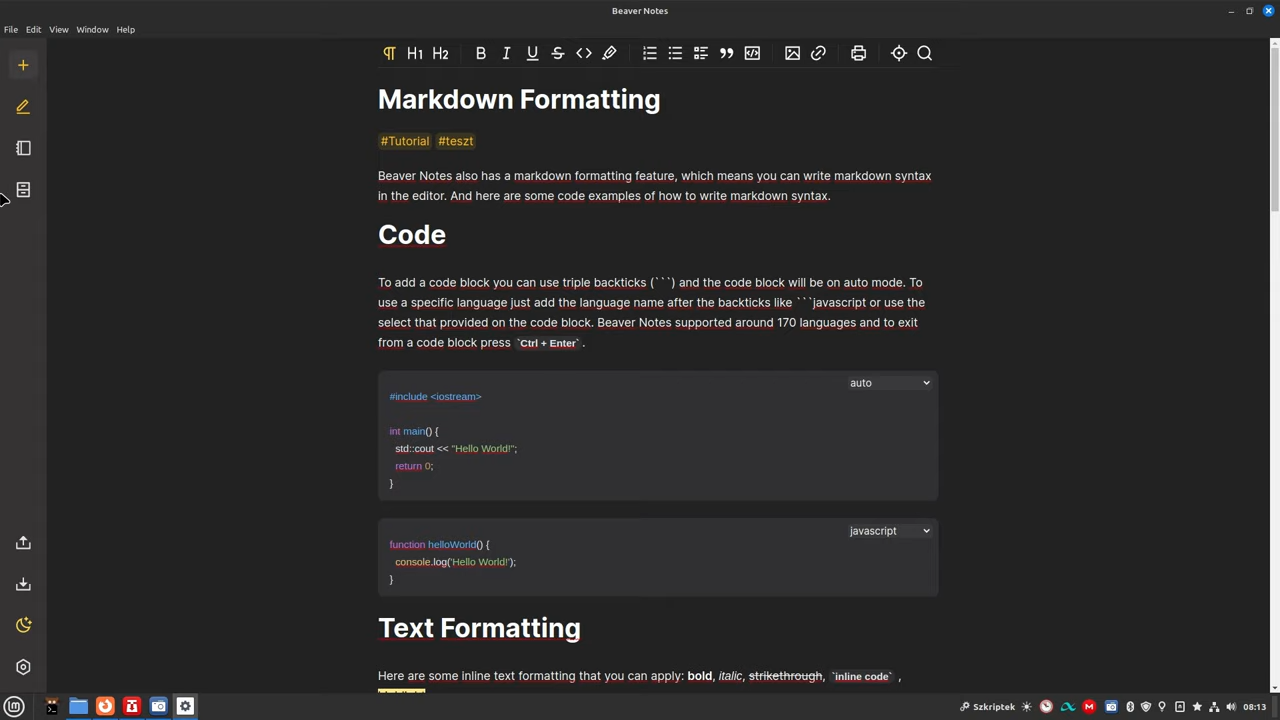 Beaver Notes
File Edit View Window Help
H1 H2 B I U S
Markdown Formatting
#Tutorial #teszt
Beaver Notes also has a markdown formatting feature, which means you can write markdown syntax
in the editor. And here are some code examples of how to write markdown syntax.
Code
To add a code block you can use triple backticks (```) and the code block will be on auto mode. To
use a specific language just add the language name after the backticks like ```javascript or use the
select that provided on the code block. Beaver Notes supported around 170 languages and to exit
from a code block press `Ctrl + Enter`.
auto
#include <iostream>
int main() {
std::cout << "Hello World!";
return 0;
}
javascript
function helloWorld() {
console.log('Hello World!');
}
Text Formatting
Here are some inline text formatting that you can apply: bold, italic, strikethrough, `inline code` ,
Szkriptek 08:13